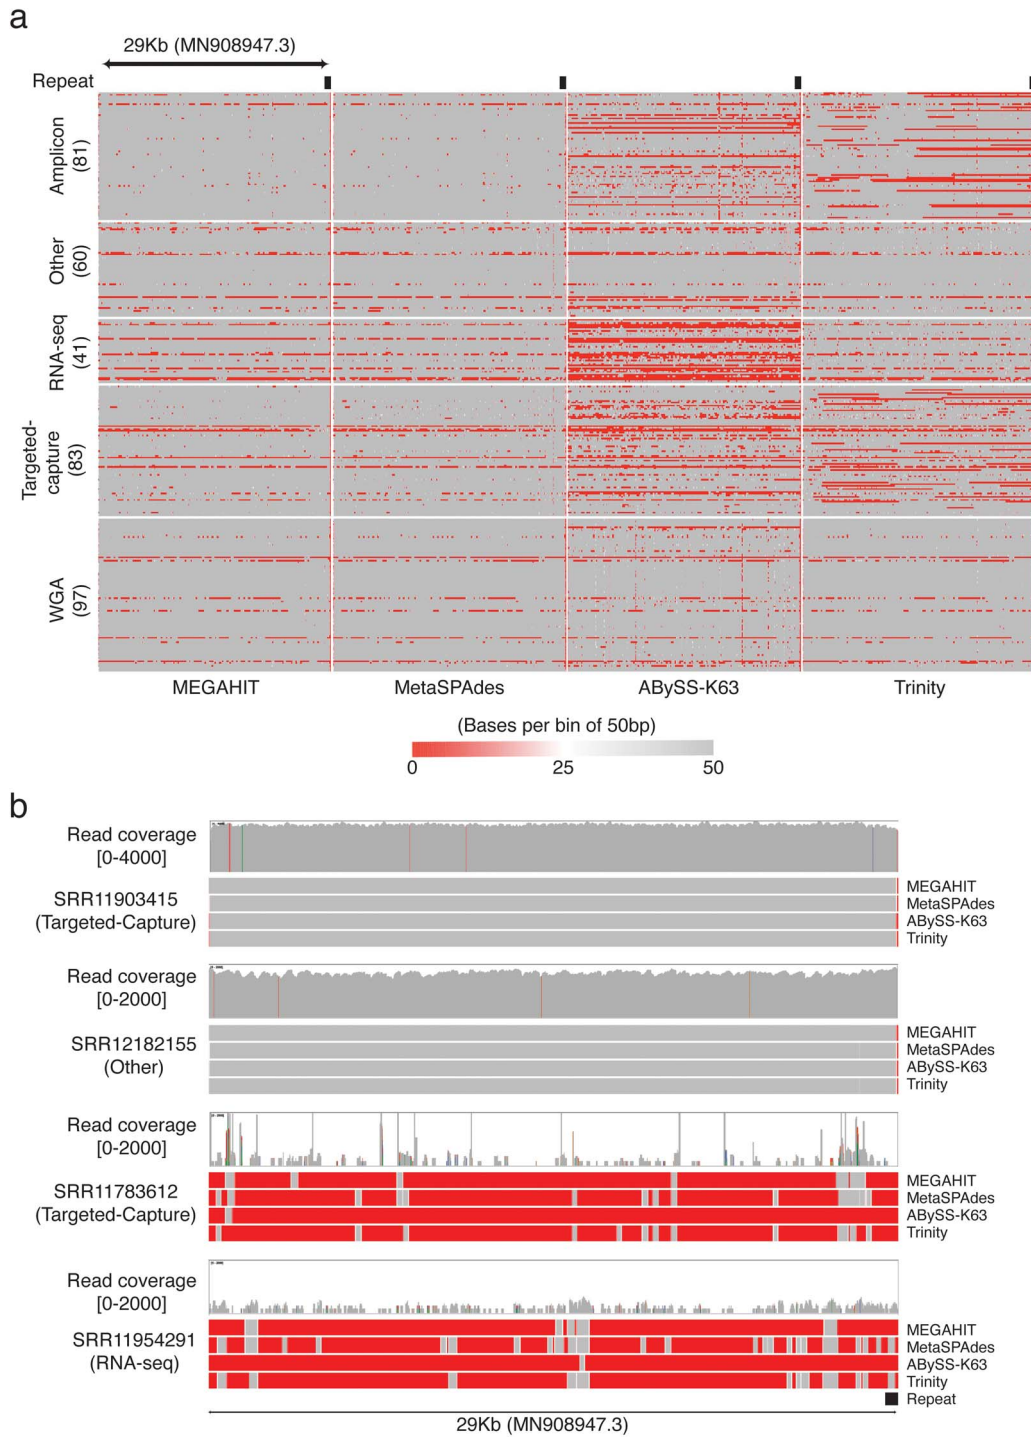 a
29Kb (MN908947.3)
Repeat
Amplicon
(81)
Other
(60)
RNA-seq
(41)
Targeted-
capture
(83)
WGA
(97)
MEGAHIT
MetaSPAdes
ABySS-K63
Trinity
(Bases per bin of 50bp)
0
25
50
b
Read coverage
[0-4000]
SRR11903415
(Targeted-Capture)
MEGAHIT
MetaSPAdes
ABySS-K63
Trinity
Read coverage
[0-2000]
SRR12182155
(Other)
MEGAHIT
MetaSPAdes
ABySS-K63
Trinity
Read coverage
[0-2000]
SRR11783612
(Targeted-Capture)
MEGAHIT
MetaSPAdes
ABySS-K63
Trinity
Read coverage
[0-2000]
SRR11954291
(RNA-seq)
MEGAHIT
MetaSPAdes
ABySS-K63
Trinity
Repeat
29Kb (MN908947.3)